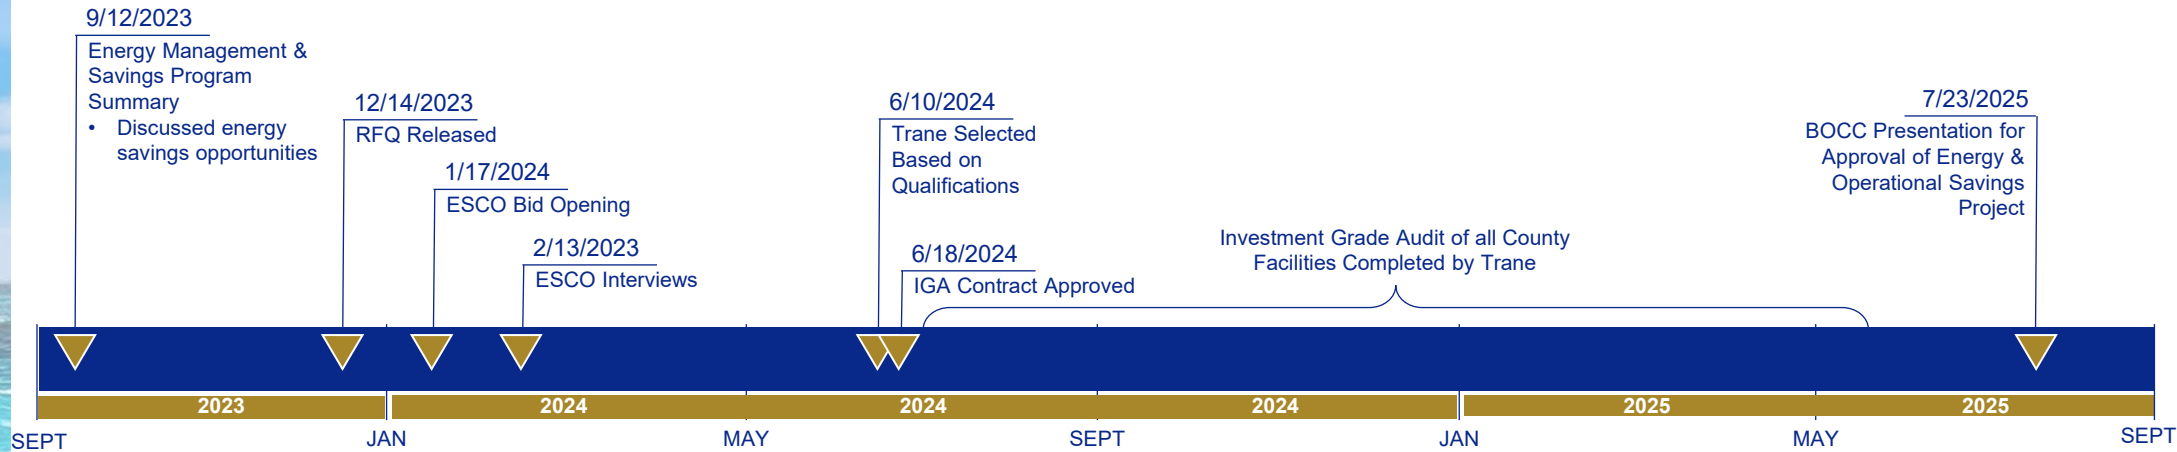 9/12/2023
Energy Management &
Savings Program
Summary
• Discussed energy
savings opportunities
12/14/2023
RFQ Released
1/17/2024
ESCO Bid Opening
2/13/2023
ESCO Interviews
6/10/2024
Trane Selected
Based on
Qualifications
6/18/2024
IGA Contract Approved
Investment Grade Audit of all County
Facilities Completed by Trane
7/23/2025
BOCC Presentation for
Approval of Energy &
Operational Savings
Project
2023 2024 2024 2024 2025 2025
SEPT JAN MAY SEPT JAN MAY SEPT